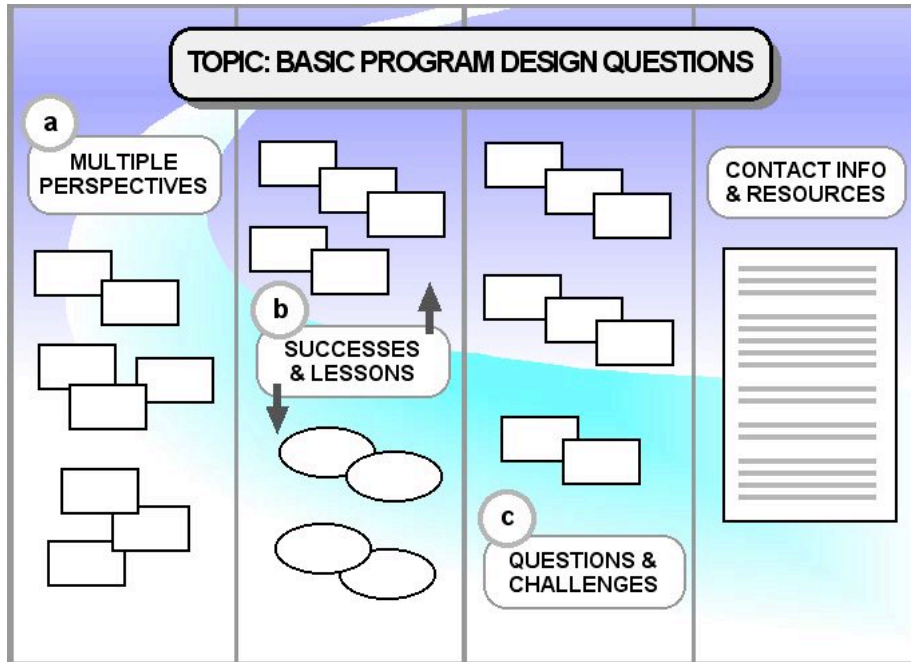 TOPIC: BASIC PROGRAM DESIGN QUESTIONS
a
MULTIPLE
PERSPECTIVES
b
SUCCESSES
& LESSONS
c
QUESTIONS &
CHALLENGES
CONTACT INFO
& RESOURCES